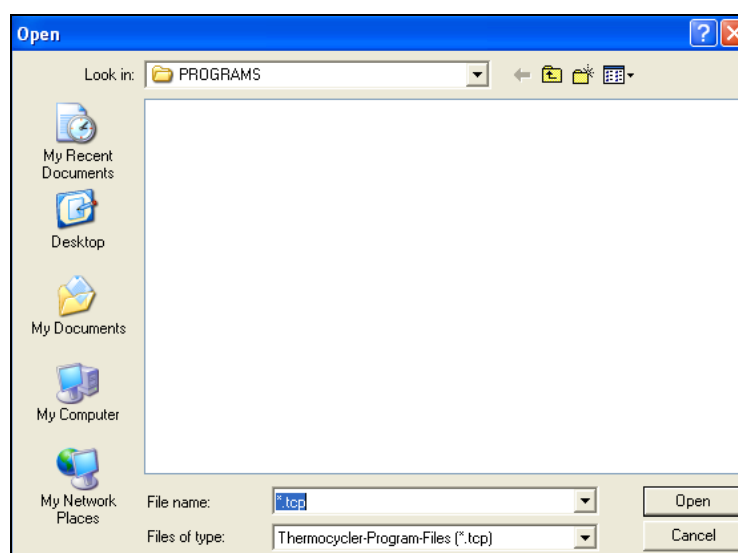 Open
Look in: PROGRAMS
My Recent
Documents
Desktop
My Documents
My Computer
My Network
Places
File name: *.tcp Open
Files of type: Thermocycler-Program-Files (*.tcp) Cancel